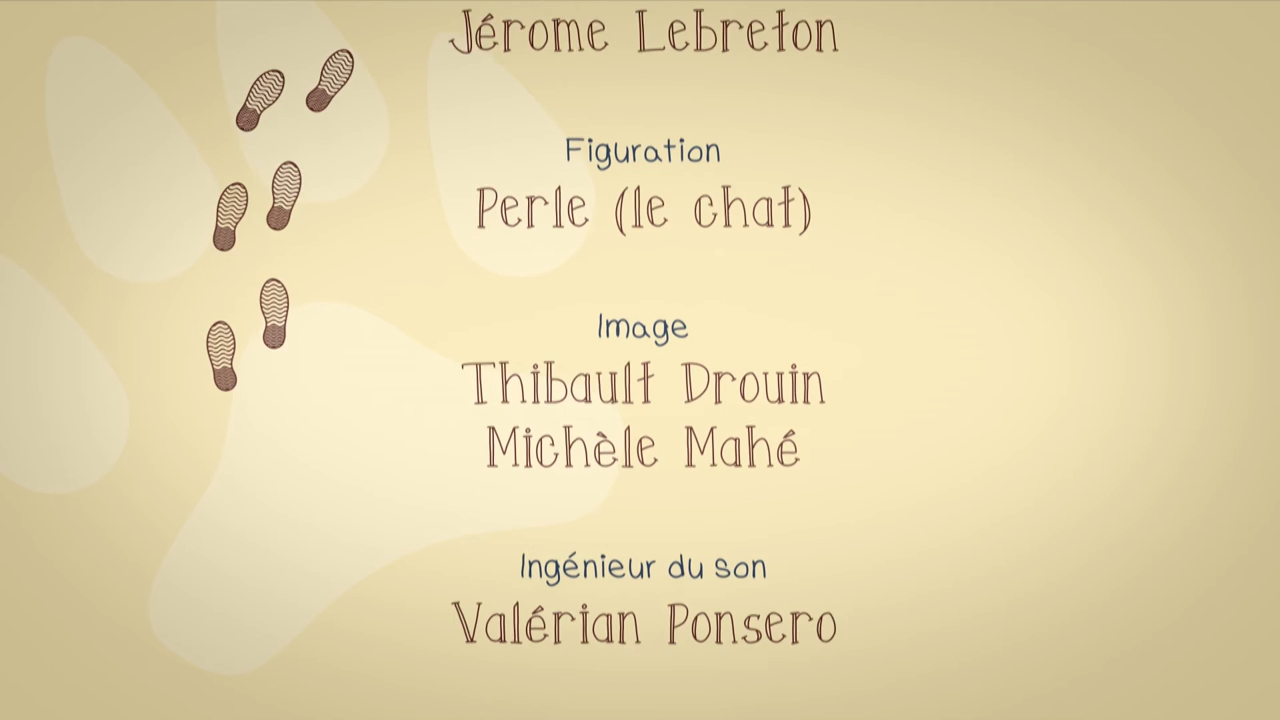 Jérome Lebreton
Figuration
Perle (le chat)
Image
Thibault Drouin
Michèle Mahé
Ingénieur du son
Valérian Ponsero